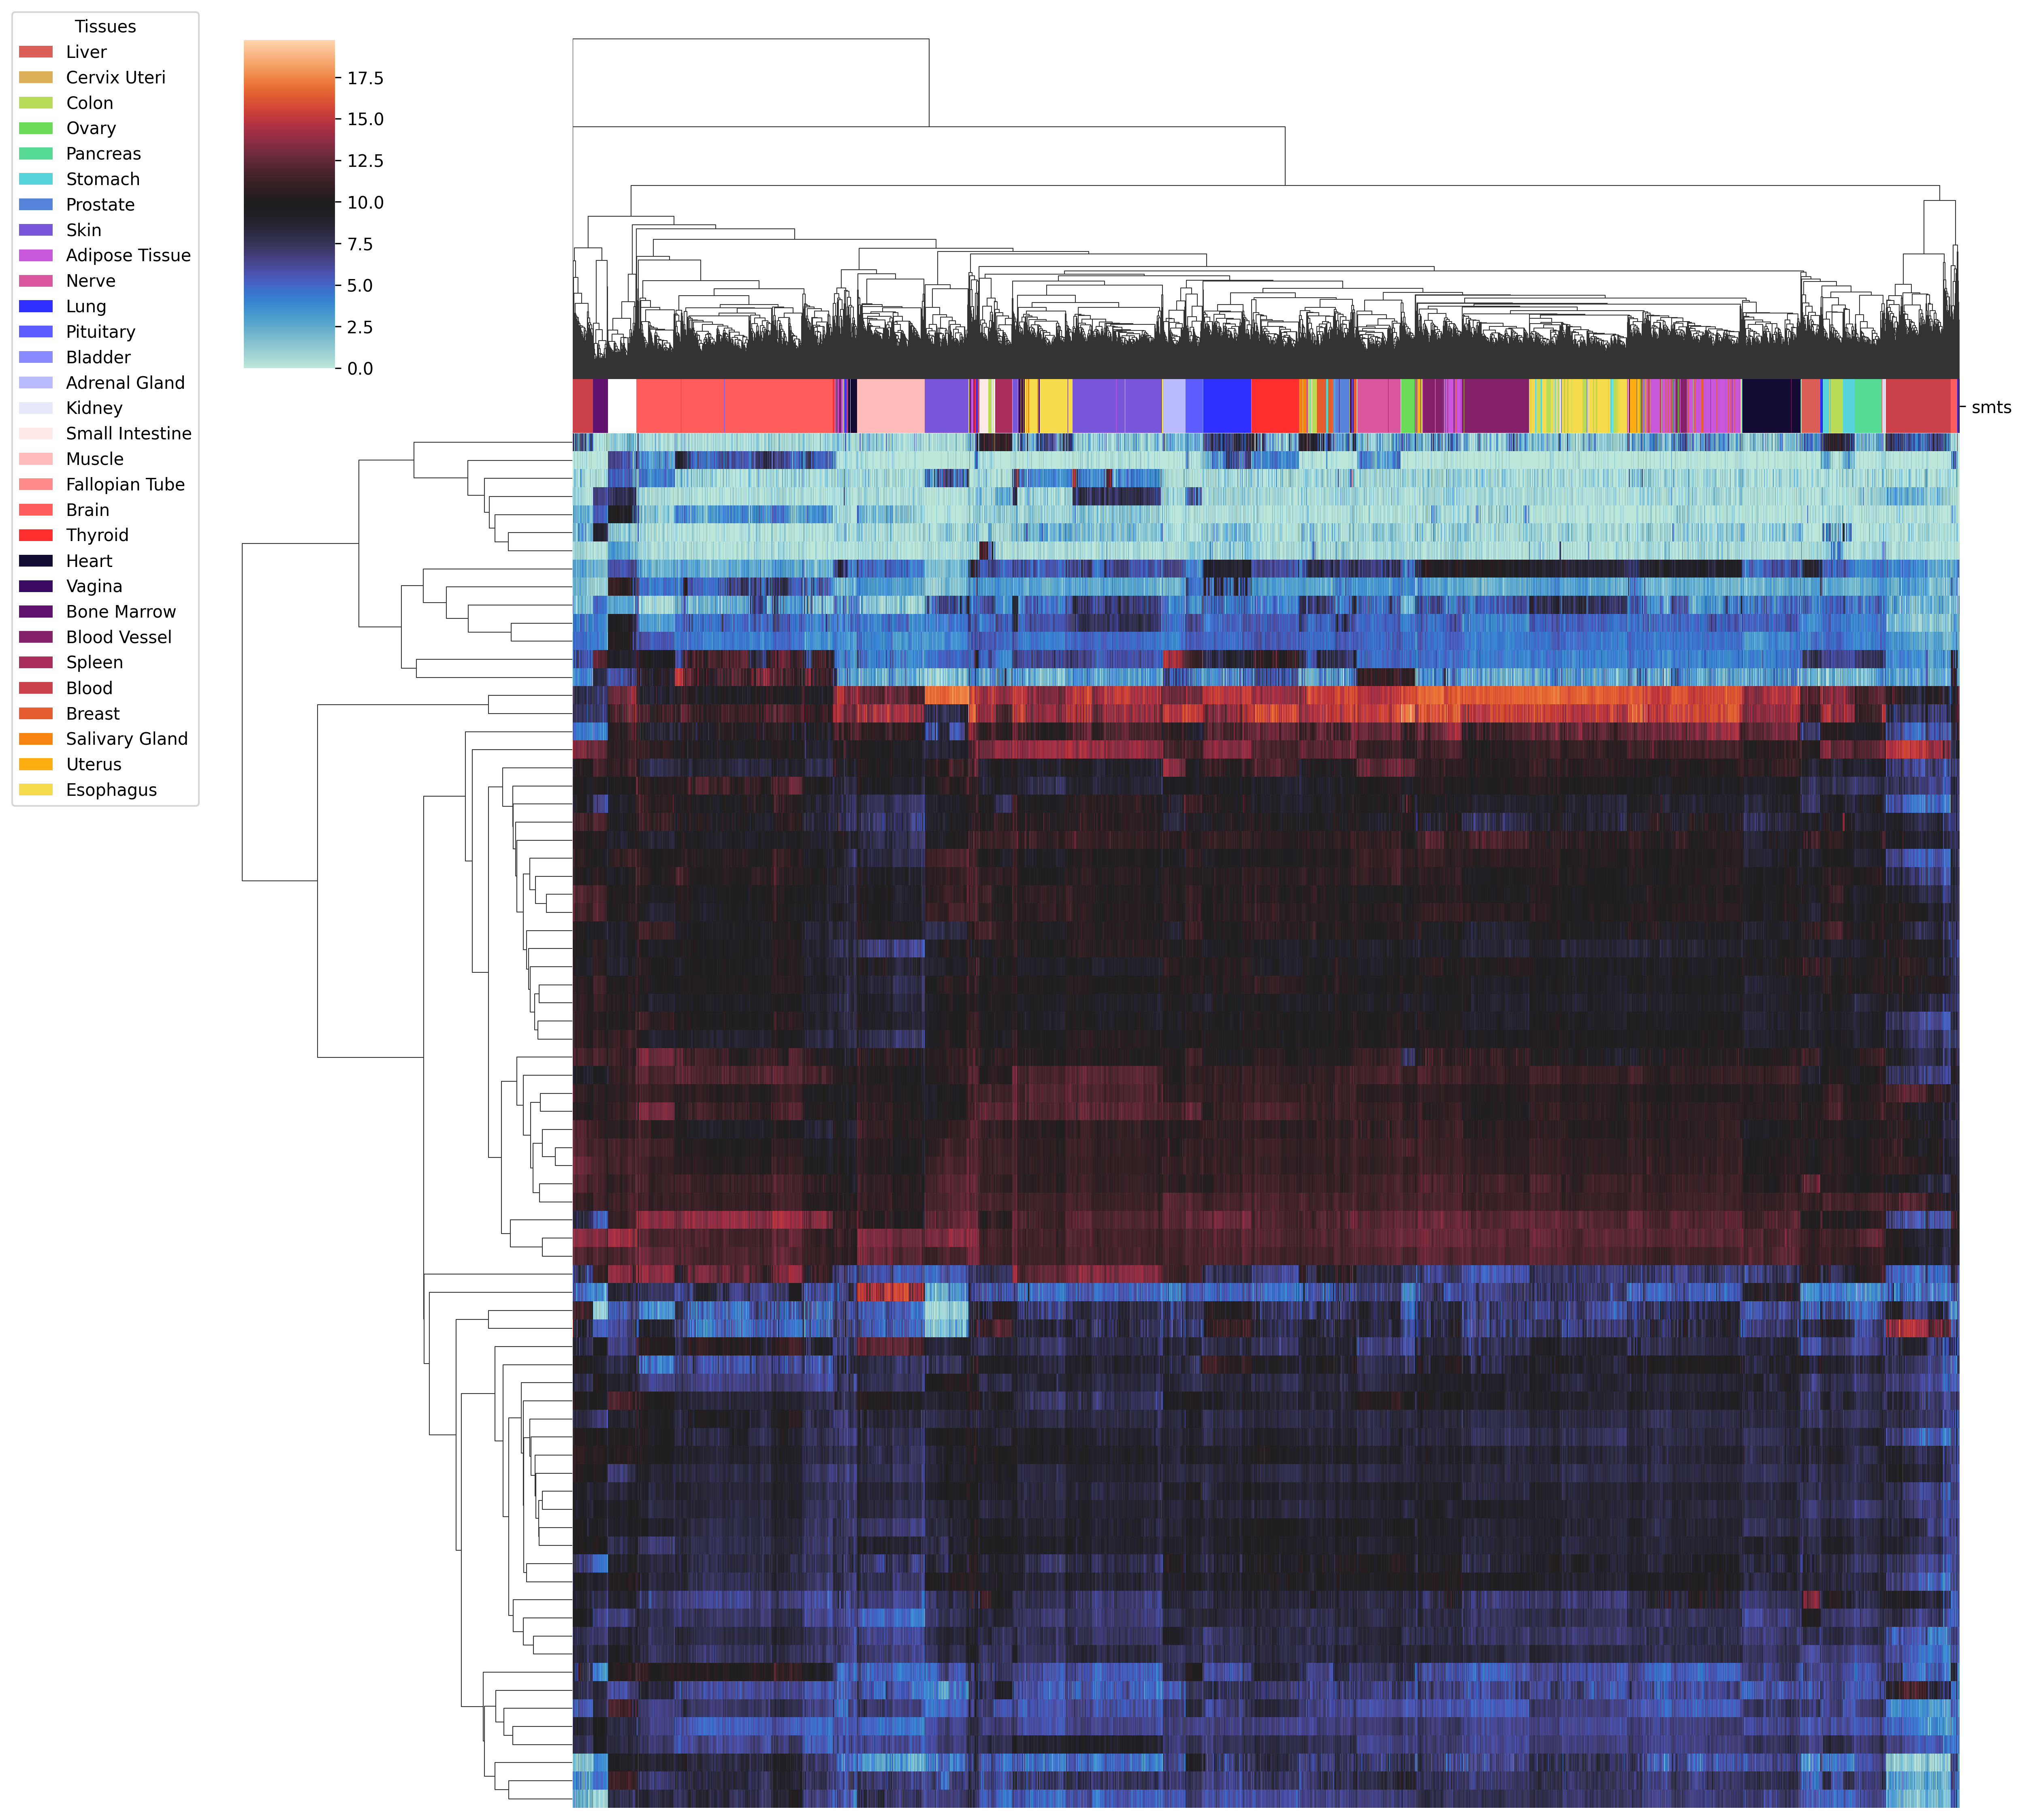 Tissues
Liver
Cervix Uteri
Colon
Ovary
Pancreas
Stomach
Prostate
Skin
Adipose Tissue
Nerve
Lung
Pituitary
Bladder
Adrenal Gland
Kidney
Small Intestine
Muscle
Fallopian Tube
Brain
Thyroid
Heart
Vagina
Bone Marrow
Blood Vessel
Spleen
Blood
Breast
Salivary Gland
Uterus
Esophagus
17.5
15.0
12.5
10.0
7.5
5.0
2.5
0.0
smts